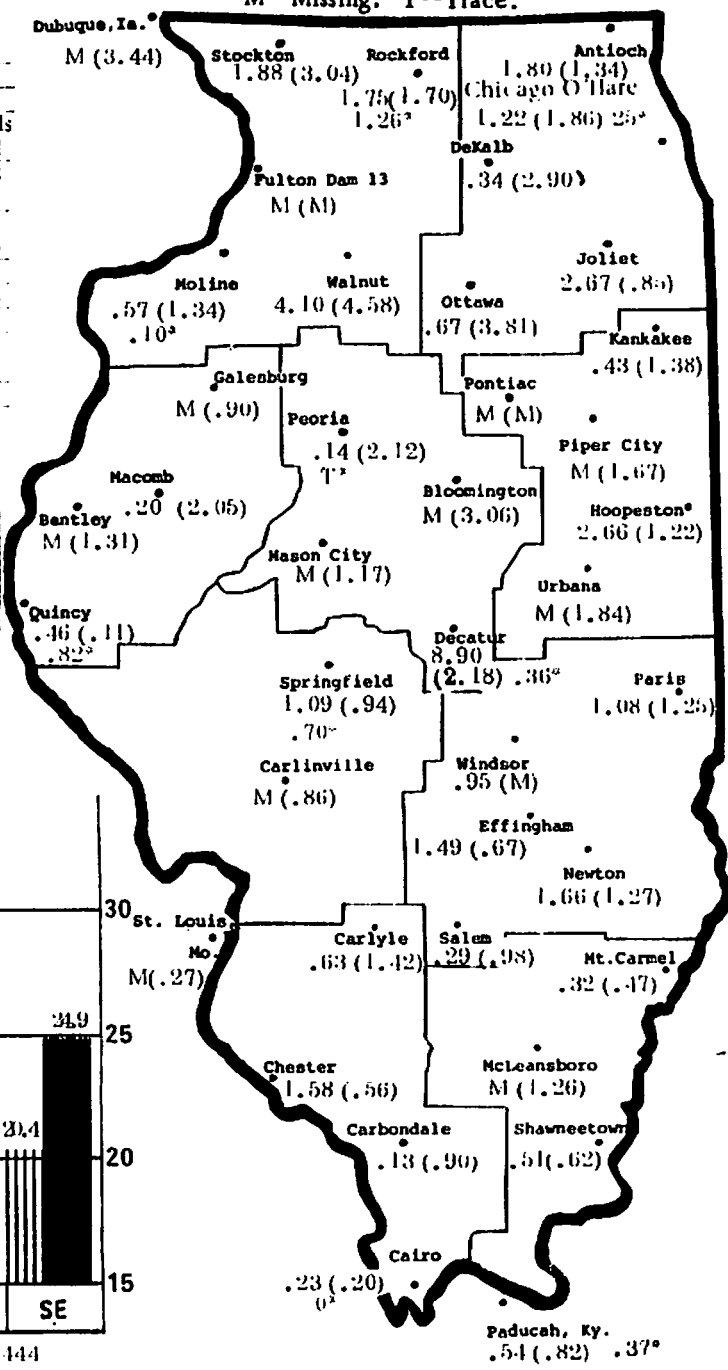 M Missing. T Trace.
Dubuque,Ia.
M (3.44)
Stockton
1.88 (3.04)
Rockford
1.75(1.70)
1.26*
Antioch
1.80 (1.34)
Chicago O'Hare
1.22 (1.86) 25*
DeKalb
.34 (2.90)
Fulton Dam 13
M (M)
Moline
.57 (1.34)
.10*
Walnut
4.10 (4.58)
Ottawa
.67 (3.81)
Joliet
2.67 (.85)
Kankakee
.43 (1.38)
Galesburg
M (.90)
Peoria
.14 (2.12)
T*
Pontiac
M (M)
Piper City
M (1.67)
Macomb
.20 (2.05)
Bentley
M (1.31)
Bloomington
M (3.06)
Hoopeston
2.66 (1.22)
Mason City
M (1.17)
Urbana
M (1.84)
Quincy
.46 (.11)
.82*
Decatur
8.90
(2.18) .36*
Springfield
1.09 (.94)
.70*
Paris
1.08 (1.25)
Carlinville
M (.86)
Windsor
.95 (M)
Effingham
1.49 (.67)
Newton
1.66 (1.27)
St. Louis
Mo.
M(.27)
Carlyle
.63 (1.42)
Salem
.29 (.98)
Mt.Carmel
.32 (.47)
Chester
1.58 (.56)
McLeansboro
M (1.26)
Carbondale
.13 (.90)
Shawneetown
.51(.62)
Cairo
.23 (.20)
0*
Paducah, Ky.
.54 (.82) .37*
30
25
20
15
24.9
20.4
SE
444